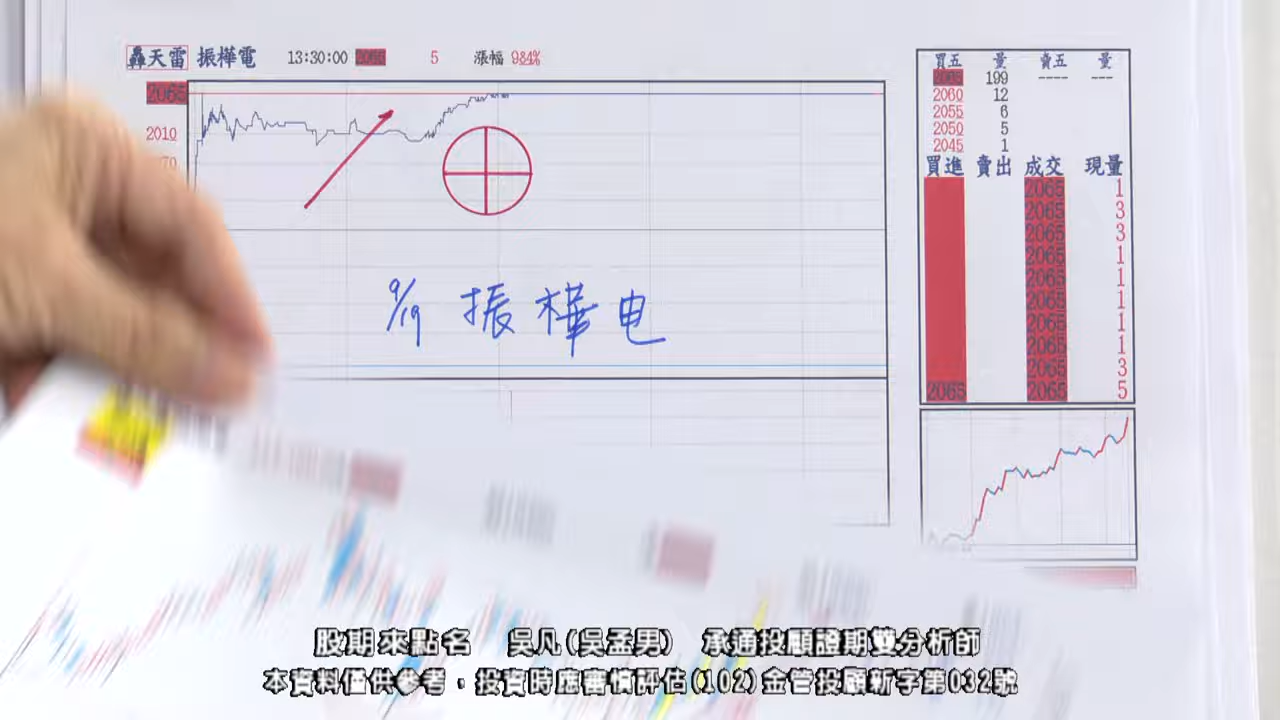 轟天雷 振樺電 13:30:00 2065 5 漲幅 984%
2065
2010
買五 量 賣五 量
2065 199 ---- ---
2060 12
2055 6
2050 5
2045 1
買進 賣出 成交 現量
2065 1
2065 3
2065 3
2065 1
2065 1
2065 1
2065 1
2065 1
2065 3
2065 2065 5
9/19 振樺电
股期來點名 吳凡(吳孟男) 承通投顧證期雙分析師
本資料僅供參考，投資時應審慎評估(102)金管投顧新字第032號